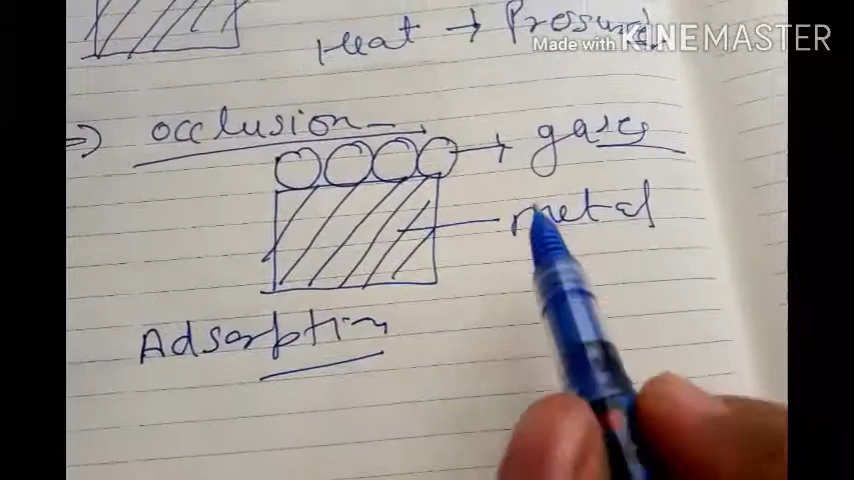 Heat → Pressure
Made with KINEMASTER
⇒ occlusion -
→ gases
metal
Adsorption